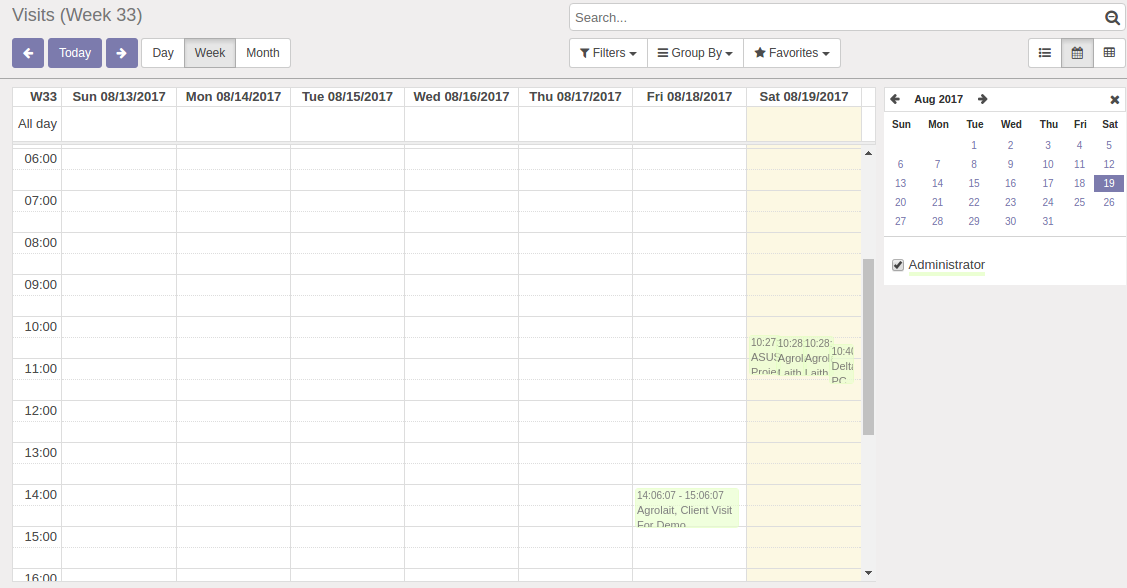 Visits (Week 33)
Search...
Today
Day Week Month
Filters Group By Favorites
W33 Sun 08/13/2017 Mon 08/14/2017 Tue 08/15/2017 Wed 08/16/2017 Thu 08/17/2017 Fri 08/18/2017 Sat 08/19/2017
All day
06:00
07:00
08:00
09:00
10:00
10:27 10:28 10:28:
ASUS Agrol Agrol
Laith Laith
10:40
Delta
PC
11:00
12:00
13:00
14:00
14:06:07 - 15:06:07
Agrolait, Client Visit
For Demo
15:00
16:00
Aug 2017
Sun Mon Tue Wed Thu Fri Sat
1 2 3 4 5
6 7 8 9 10 11 12
13 14 15 16 17 18 19
20 21 22 23 24 25 26
27 28 29 30 31
Administrator